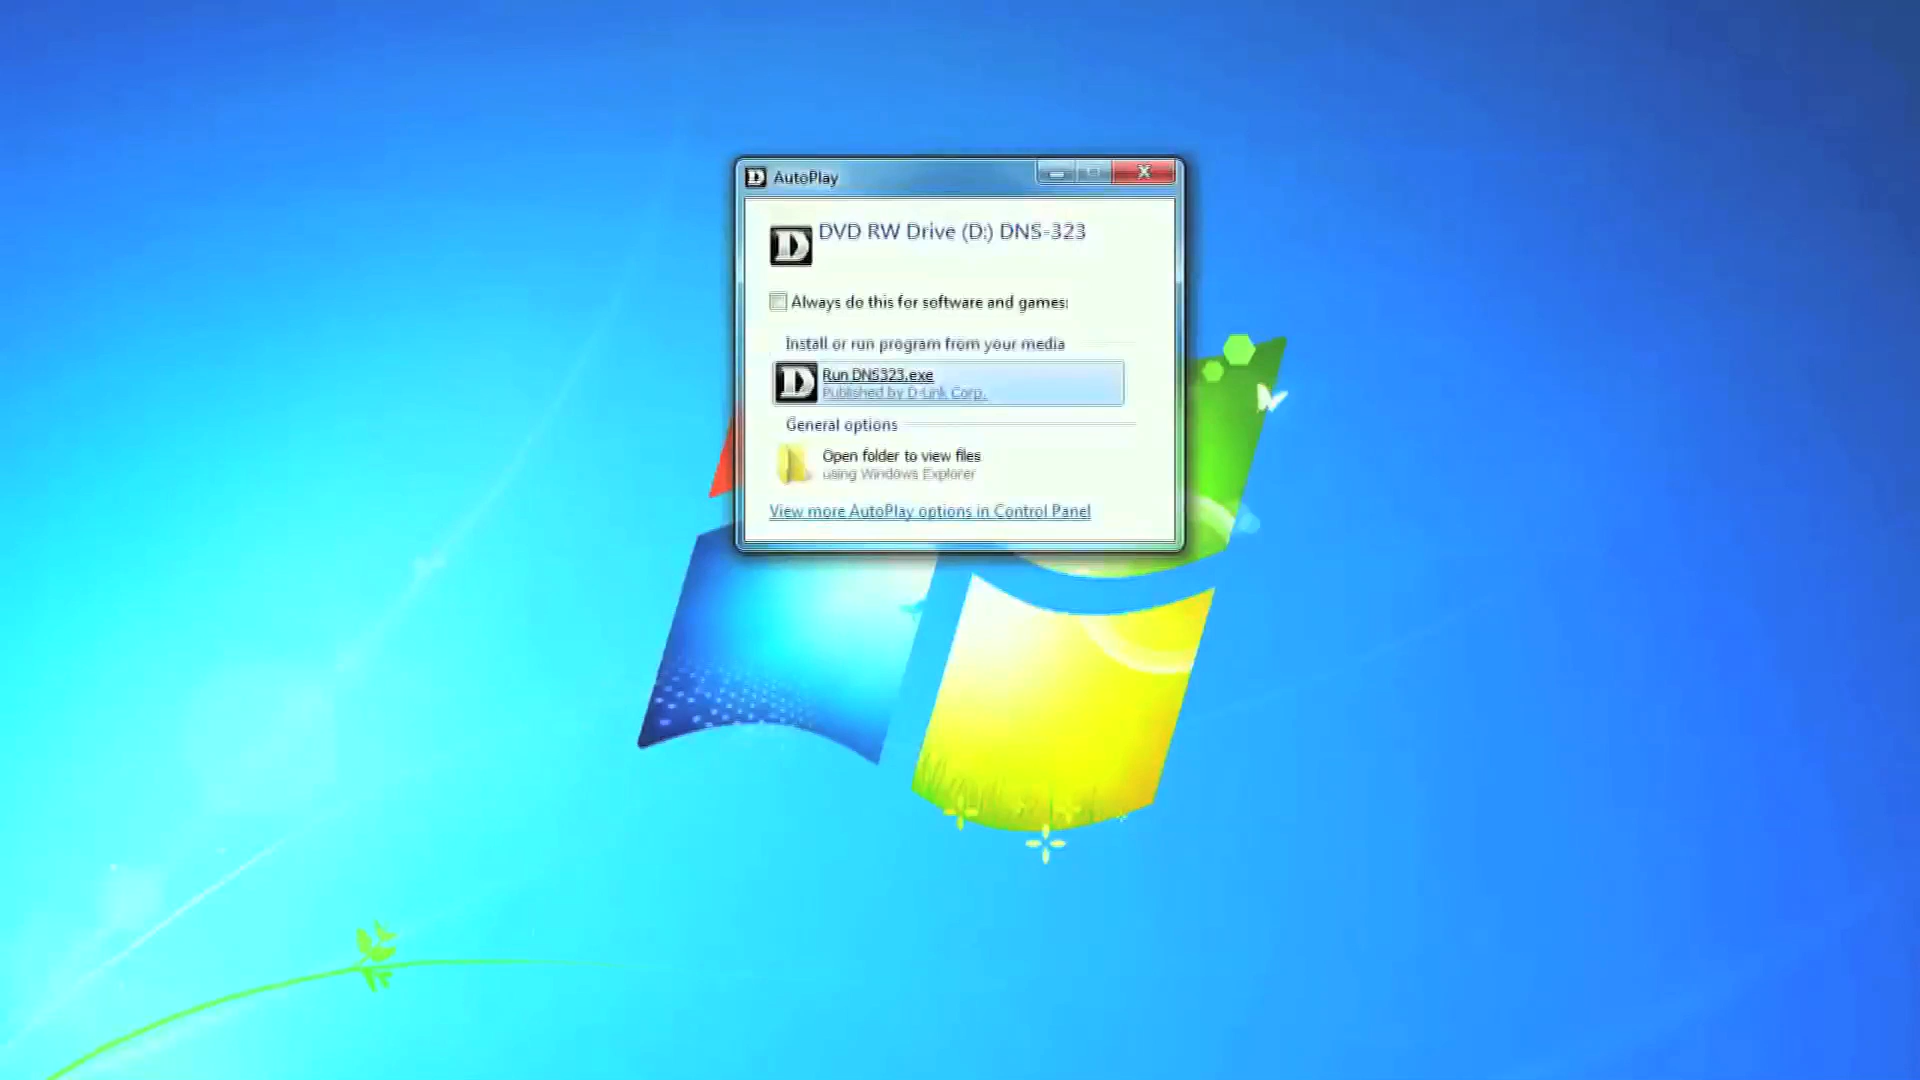 AutoPlay
DVD RW Drive (D:) DNS-323
Always do this for software and games:
Install or run program from your media
Run DNS323.exe
Published by D-Link Corp.
General options
Open folder to view files
using Windows Explorer
View more AutoPlay options in Control Panel